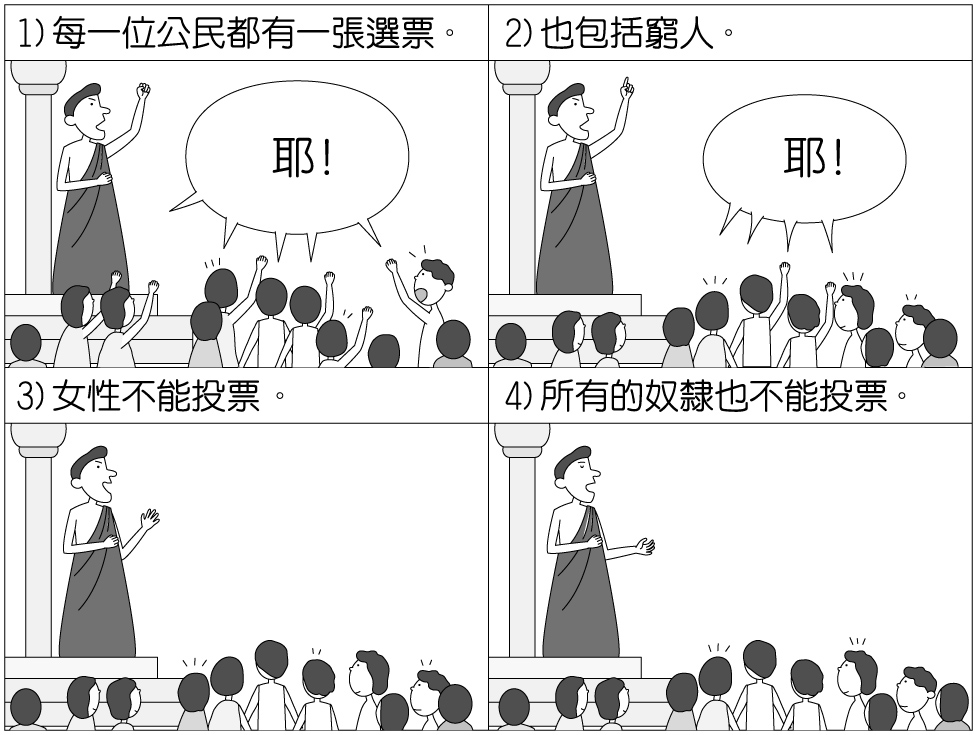 1) 每一位公民都有一張選票。
2) 也包括窮人。
耶!
耶!
3) 女性不能投票。
4) 所有的奴隸也不能投票。